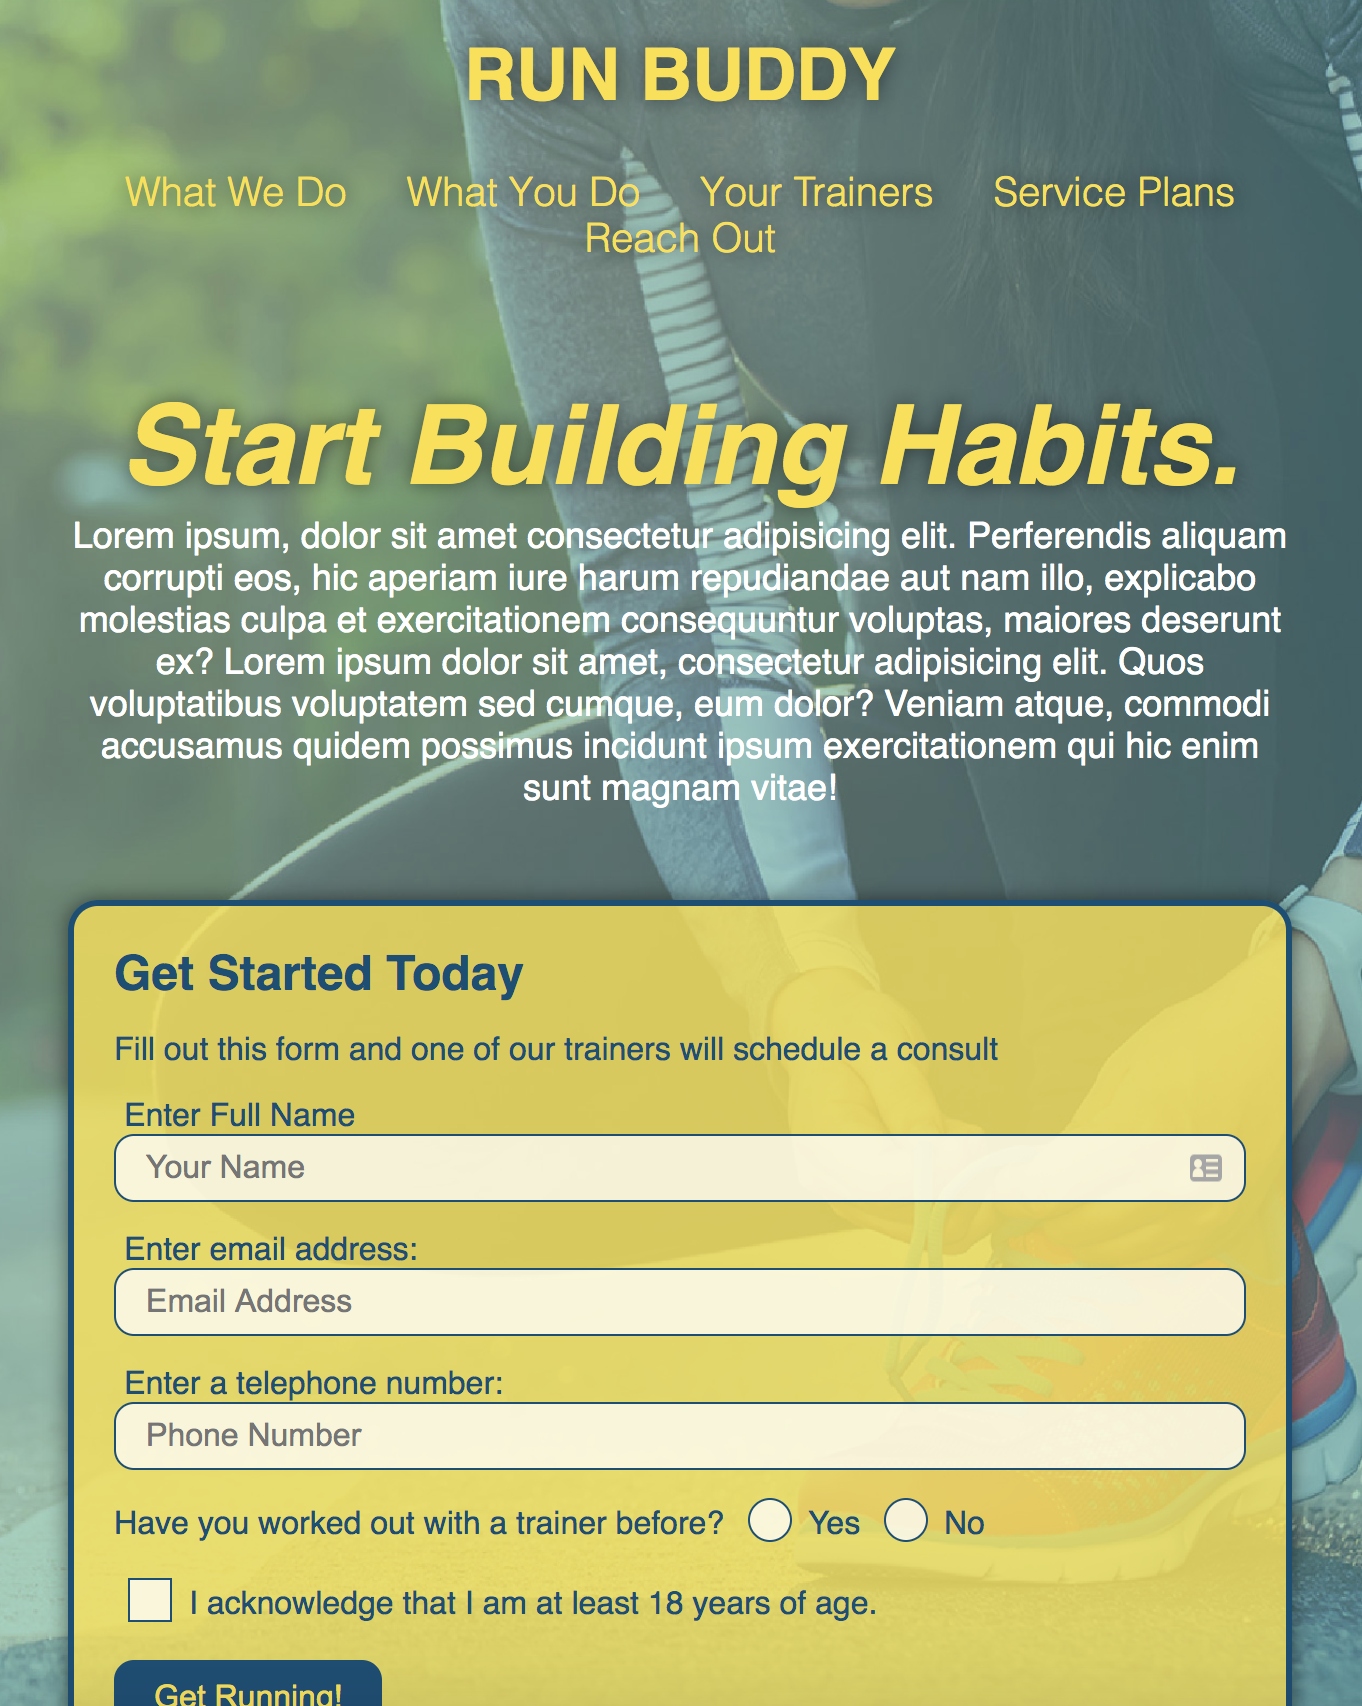 RUN BUDDY
What We Do What You Do Your Trainers Service Plans
Reach Out
Start Building Habits.
Lorem ipsum, dolor sit amet consectetur adipisicing elit. Perferendis aliquam
corrupti eos, hic aperiam iure harum repudiandae aut nam illo, explicabo
molestias culpa et exercitationem consequuntur voluptas, maiores deserunt
ex? Lorem ipsum dolor sit amet, consectetur adipisicing elit. Quos
voluptatibus voluptatem sed cumque, eum dolor? Veniam atque, commodi
accusamus quidem possimus incidunt ipsum exercitationem qui hic enim
sunt magnam vitae!
Get Started Today
Fill out this form and one of our trainers will schedule a consult
Enter Full Name
Your Name
Enter email address:
Email Address
Enter a telephone number:
Phone Number
Have you worked out with a trainer before? Yes No
I acknowledge that I am at least 18 years of age.
Get Running!